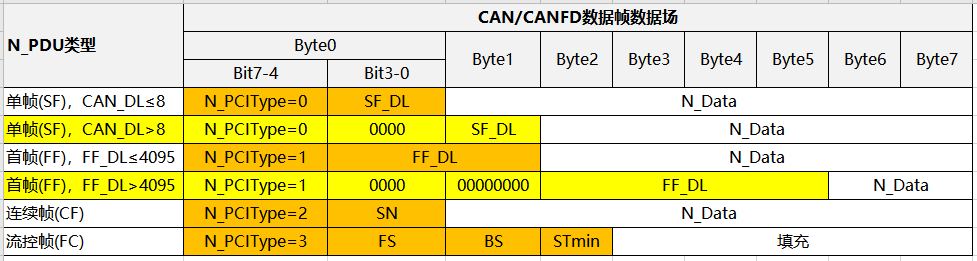 CAN/CANFD数据帧数据场
N_PDU类型 Byte0 Byte1 Byte2 Byte3 Byte4 Byte5 Byte6 Byte7
Bit7-4 Bit3-0
单帧(SF)，CAN_DL≤8 N_PCIType=0 SF_DL N_Data
单帧(SF)，CAN_DL>8 N_PCIType=0 0000 SF_DL N_Data
首帧(FF)，FF_DL≤4095 N_PCIType=1 FF_DL N_Data
首帧(FF)，FF_DL>4095 N_PCIType=1 0000 00000000 FF_DL N_Data
连续帧(CF) N_PCIType=2 SN N_Data
流控帧(FC) N_PCIType=3 FS BS STmin 填充